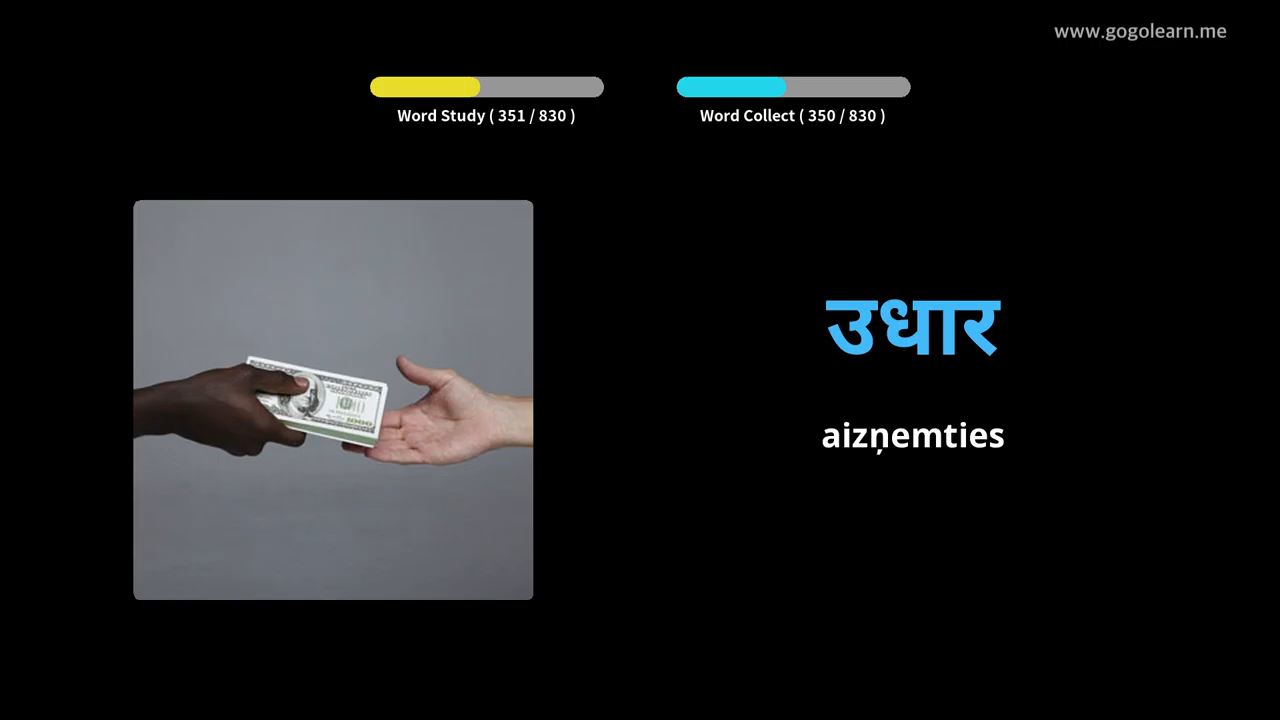 www.gogolearn.me
Word Study ( 351 / 830 )
Word Collect ( 350 / 830 )
उधार
aizņemties